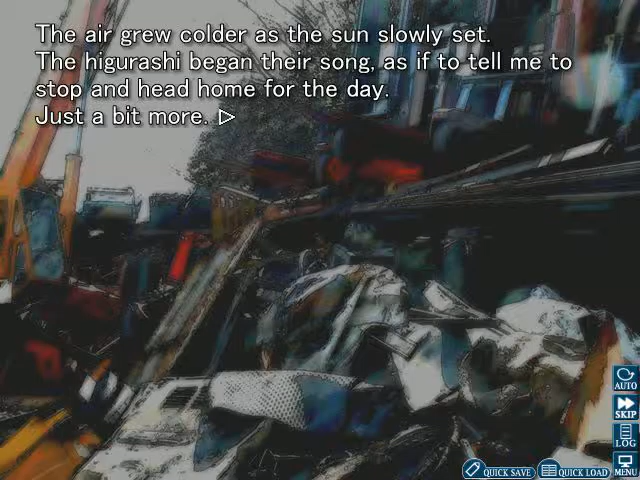 The air grew colder as the sun slowly set.
The higurashi began their song, as if to tell me to
stop and head home for the day.
Just a bit more.
AUTO
SKIP
LOG
MENU
QUICK SAVE
QUICK LOAD